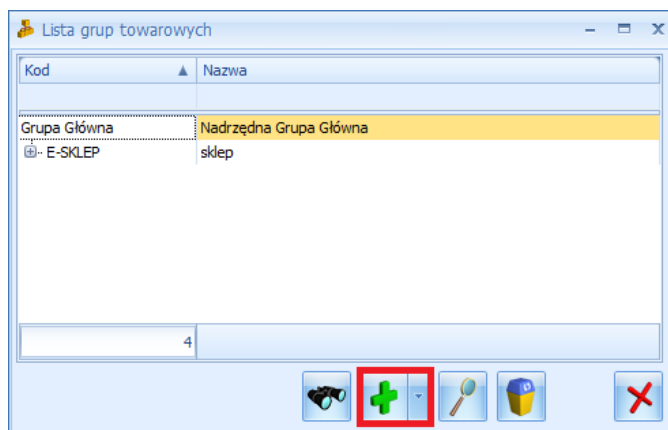 Lista grup towarowych
Kod Nazwa
Grupa Główna Nadrzędna Grupa Główna
E-SKLEP sklep
4